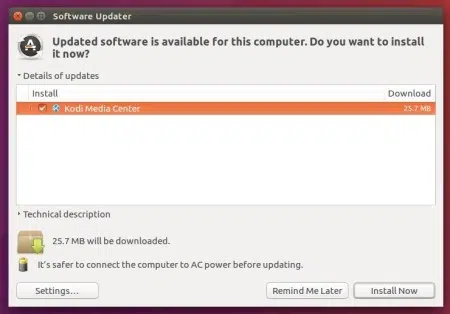 Software Updater
Updated software is available for this computer. Do you want to install
it now?
Details of updates
Install Download
Kodi Media Center 25.7 MB
Technical description
25.7 MB will be downloaded.
It's safer to connect the computer to AC power before updating.
Settings... Remind Me Later Install Now